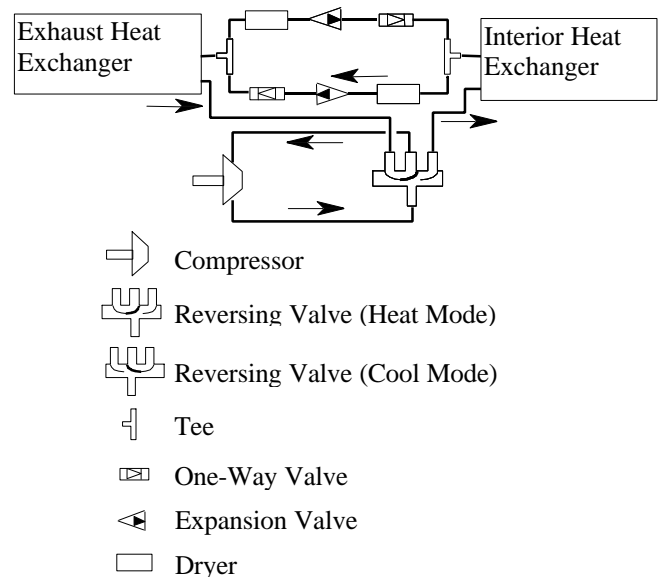 Exhaust Heat
Exchanger
Interior Heat
Exchanger
Compressor
Reversing Valve (Heat Mode)
Reversing Valve (Cool Mode)
Tee
One-Way Valve
Expansion Valve
Dryer